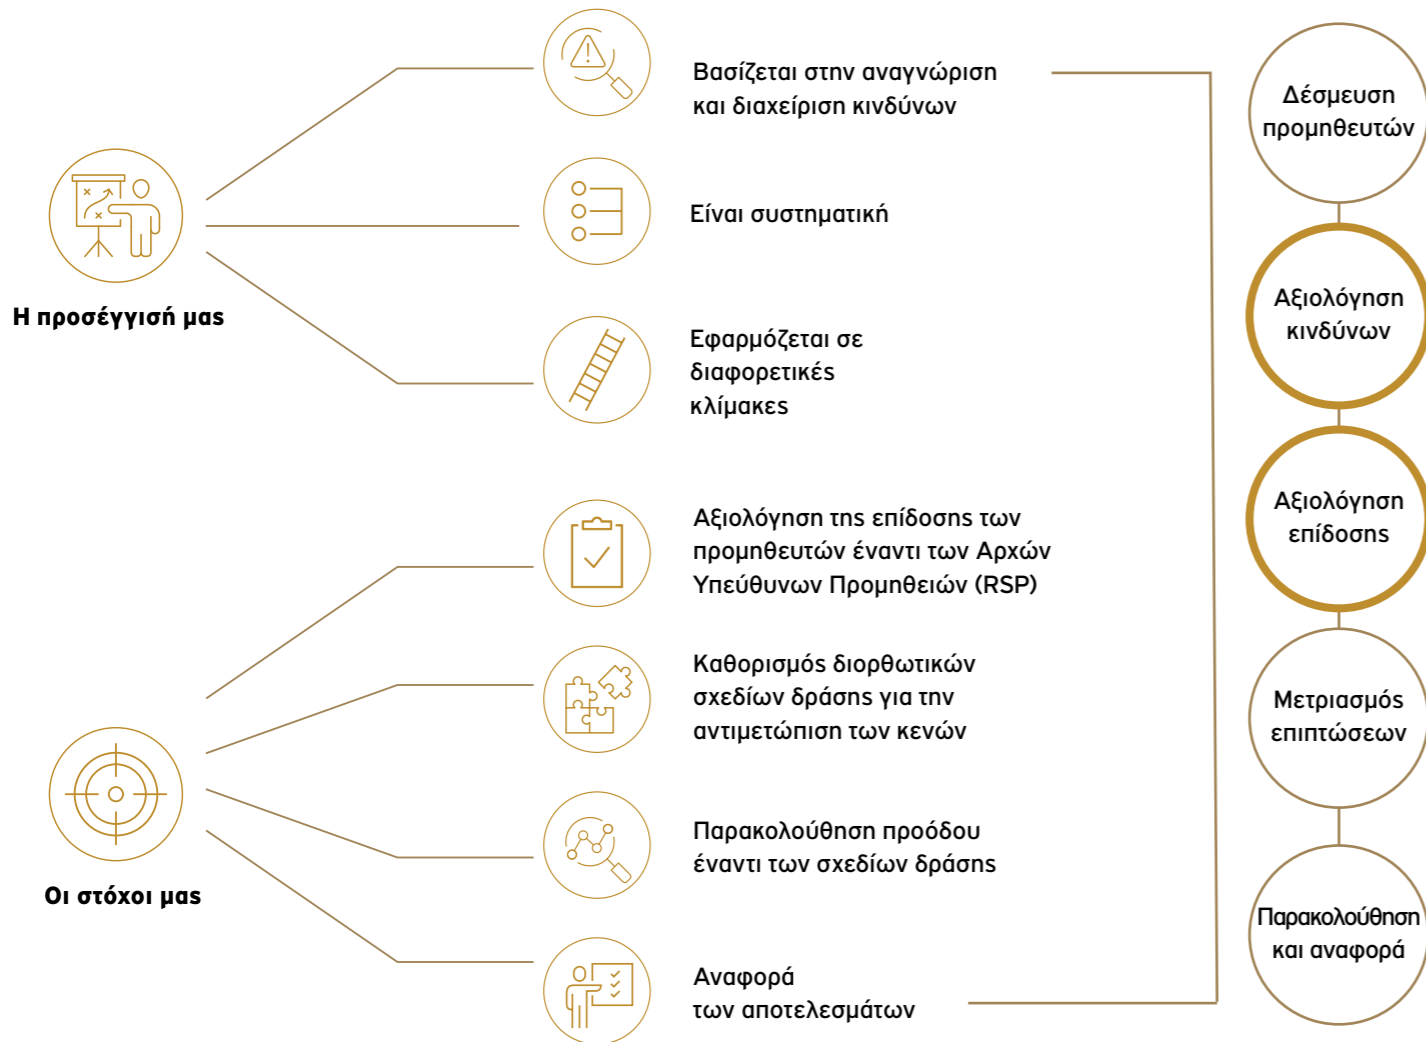 Η προσέγγισή μας
Βασίζεται στην αναγνώριση
και διαχείριση κινδύνων
Είναι συστηματική
Εφαρμόζεται σε
διαφορετικές
κλίμακες
Οι στόχοι μας
Αξιολόγηση της επίδοσης των
προμηθευτών έναντι των Αρχών
Υπεύθυνων Προμηθειών (RSP)
Καθορισμός διορθωτικών
σχεδίων δράσης για την
αντιμετώπιση των κενών
Παρακολούθηση προόδου
έναντι των σχεδίων δράσης
Αναφορά
των αποτελεσμάτων
Δέσμευση
προμηθευτών
Αξιολόγηση
κινδύνων
Αξιολόγηση
επίδοσης
Μετριασμός
επιπτώσεων
Παρακολούθηση
και αναφορά